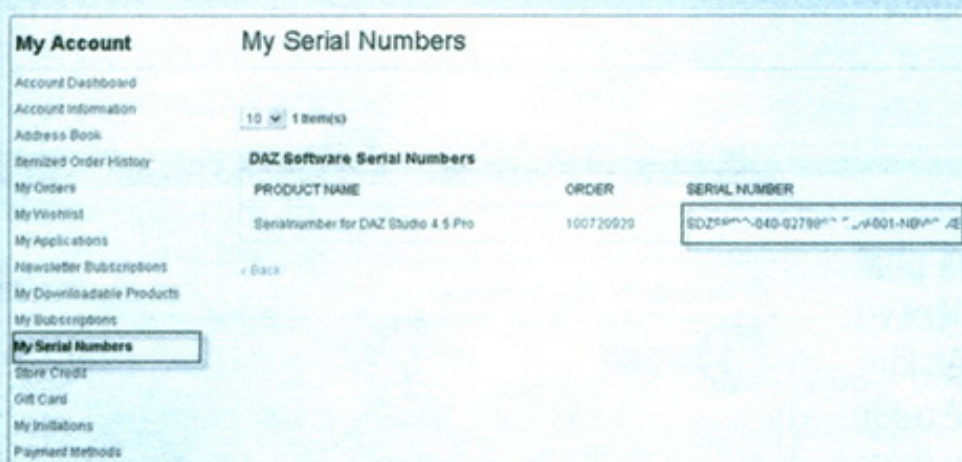 My Account
Account Dashboard
Account Information
Address Book
Itemized Order History
My Orders
My Wishlist
My Applications
Newsletter Subscriptions
My Downloadable Products
My Subscriptions
My Serial Numbers
Store Credit
Gift Card
My Invitations
Payment Methods
My Serial Numbers
10 1 Item(s)
DAZ Software Serial Numbers
PRODUCT NAME ORDER SERIAL NUMBER
Serialnumber for DAZ Studio 4.5 Pro 100720920
« Back